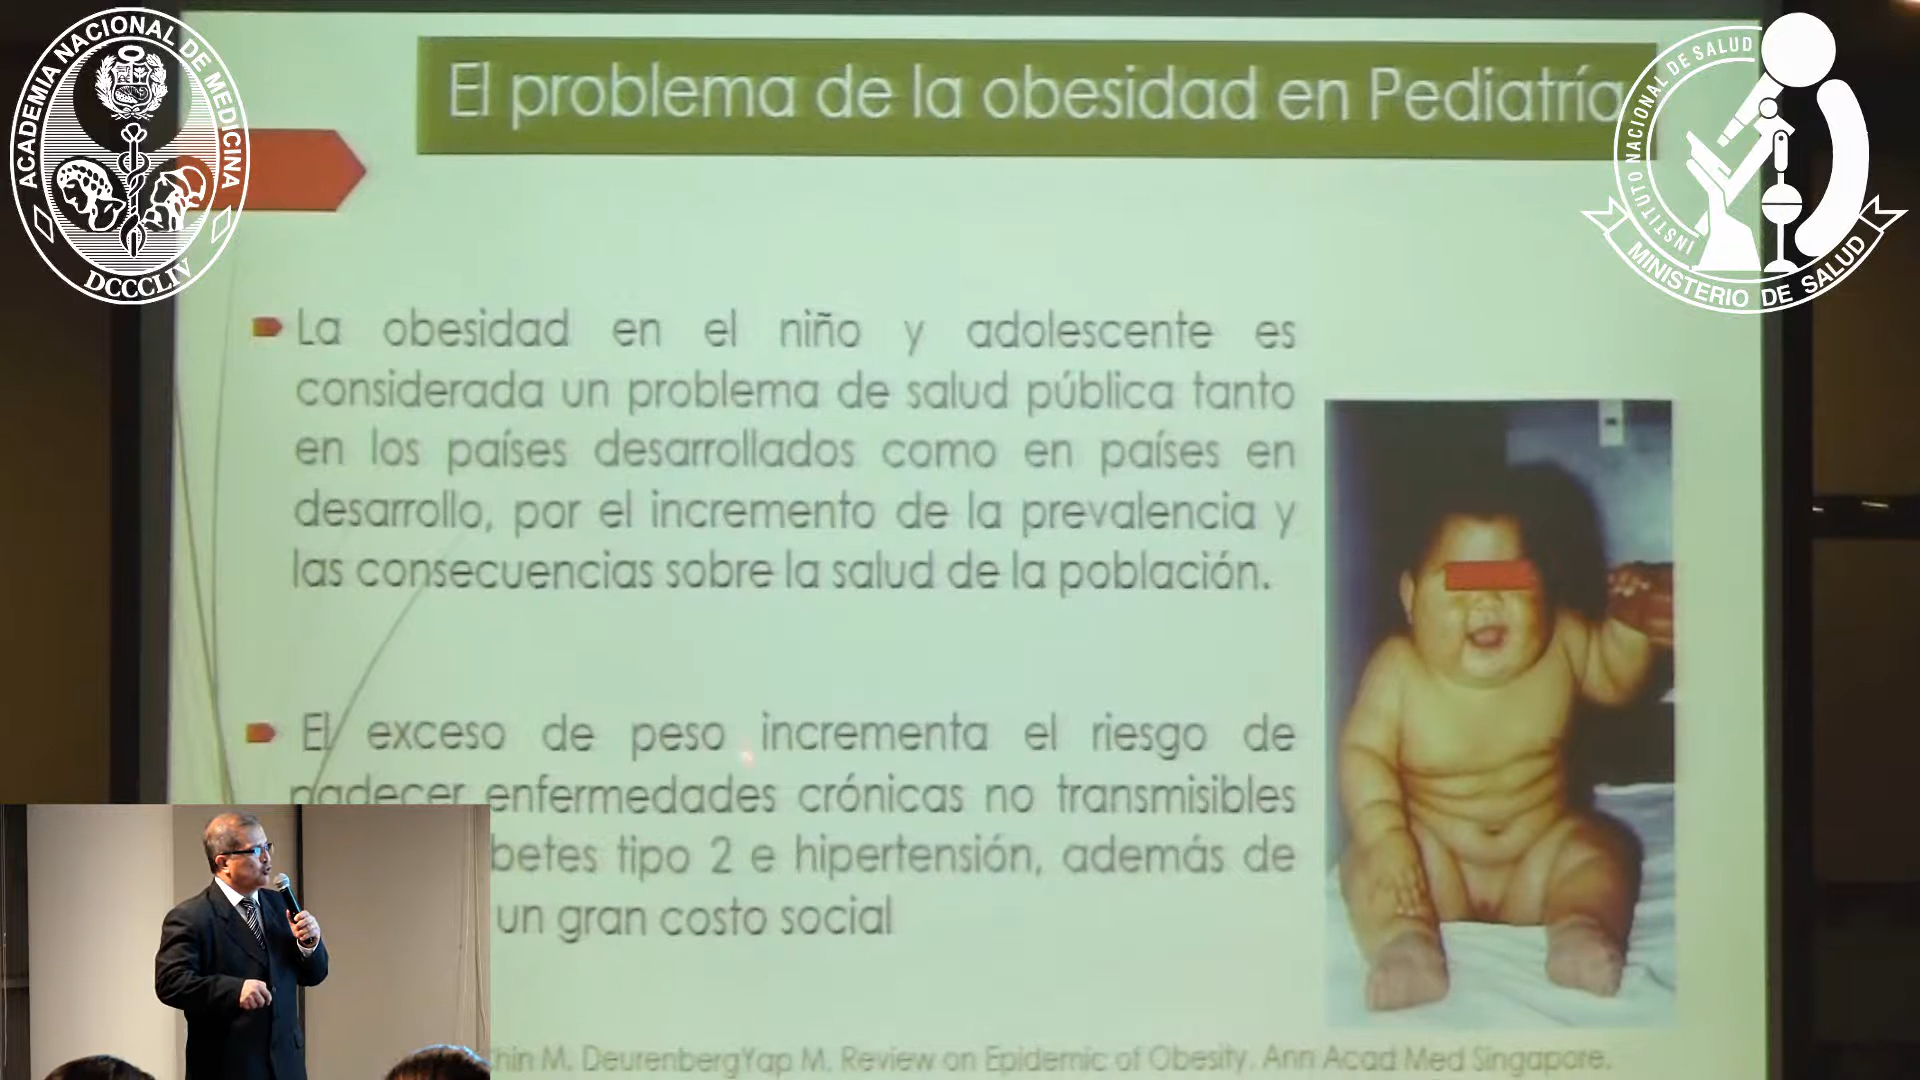 ACADEMIA NACIONAL DE MEDICINA
DCCCLIV
El problema de la obesidad en Pediatría
INSTITUTO NACIONAL DE SALUD
MINISTERIO DE SALUD
La obesidad en el niño y adolescente es
considerada un problema de salud pública tanto
en los países desarrollados como en países en
desarrollo, por el incremento de la prevalencia y
las consecuencias sobre la salud de la población.
El exceso de peso incrementa el riesgo de
padecer enfermedades crónicas no transmisibles
betes tipo 2 e hipertensión, además de
un gran costo social
hin M. DeurenbergYap M. Review on Epidemic of Obesity. Ann Acad Med Singapore.